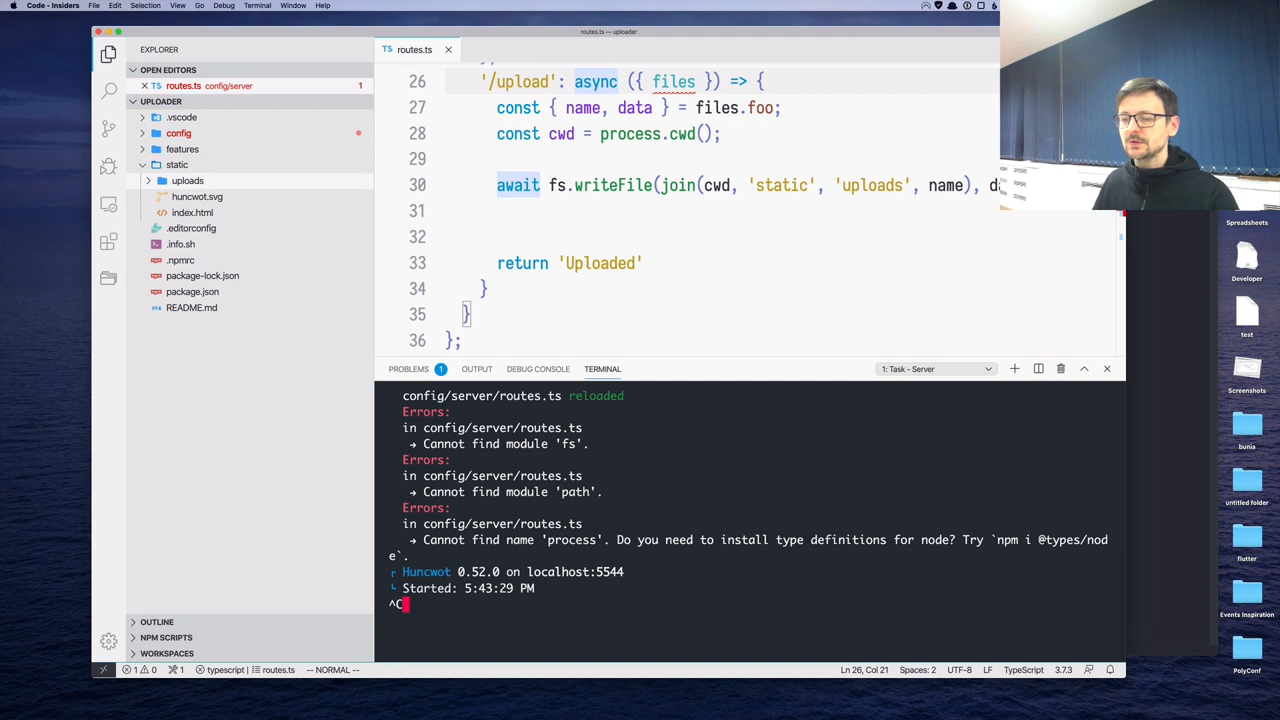 Code - Insiders File Edit Selection View Go Debug Terminal Window Help
routes.ts — uploader
EXPLORER
OPEN EDITORS
routes.ts config/server 1
UPLOADER
.vscode
config
features
static
uploads
huncwot.svg
index.html
.editorconfig
.info.sh
.npmrc
package-lock.json
package.json
README.md
OUTLINE
NPM SCRIPTS
WORKSPACES
TS routes.ts
26 '/upload': async ({ files }) => {
27 const { name, data } = files.foo;
28 const cwd = process.cwd();
29
30 await fs.writeFile(join(cwd, 'static', 'uploads', name), da
31
32
33 return 'Uploaded'
34 }
35 }
36 };
PROBLEMS 1 OUTPUT DEBUG CONSOLE TERMINAL 1: Task - Server
config/server/routes.ts reloaded
Errors:
in config/server/routes.ts
→ Cannot find module 'fs'.
Errors:
in config/server/routes.ts
→ Cannot find module 'path'.
Errors:
in config/server/routes.ts
→ Cannot find name 'process'. Do you need to install type definitions for node? Try `npm i @types/nod
e`.
┌ Huncwot 0.52.0 on localhost:5544
└ Started: 5:43:29 PM
^C
1 0 1 typescript | routes.ts -- NORMAL -- Ln 26, Col 21 Spaces: 2 UTF-8 LF TypeScript 3.7.3
Spreadsheets
Developer
test
Screenshots
bunia
untitled folder
flutter
Events Inspiration
PolyConf